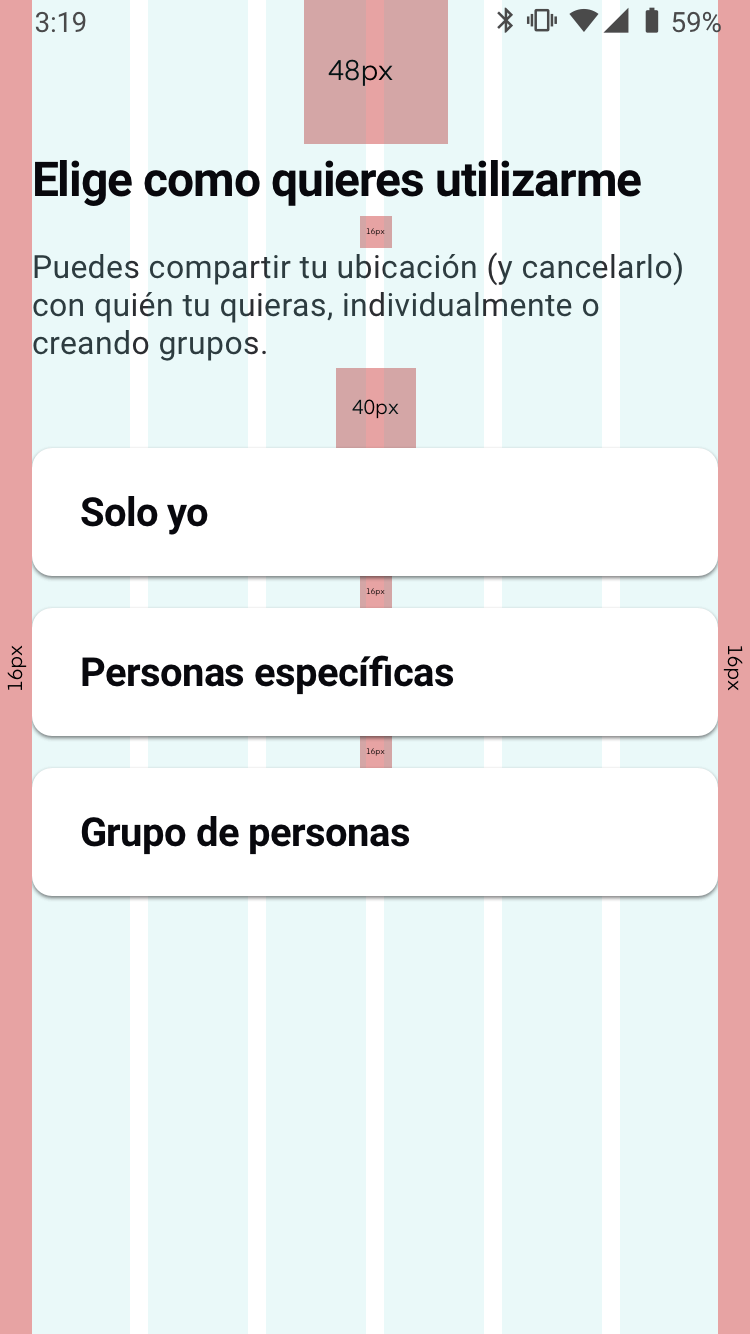 3:19 59%
48px
Elige como quieres utilizarme
16px
Puedes compartir tu ubicación (y cancelarlo)
con quién tu quieras, individualmente o
creando grupos.
40px
Solo yo
16px
16px
16px
Personas específicas
16px
Grupo de personas